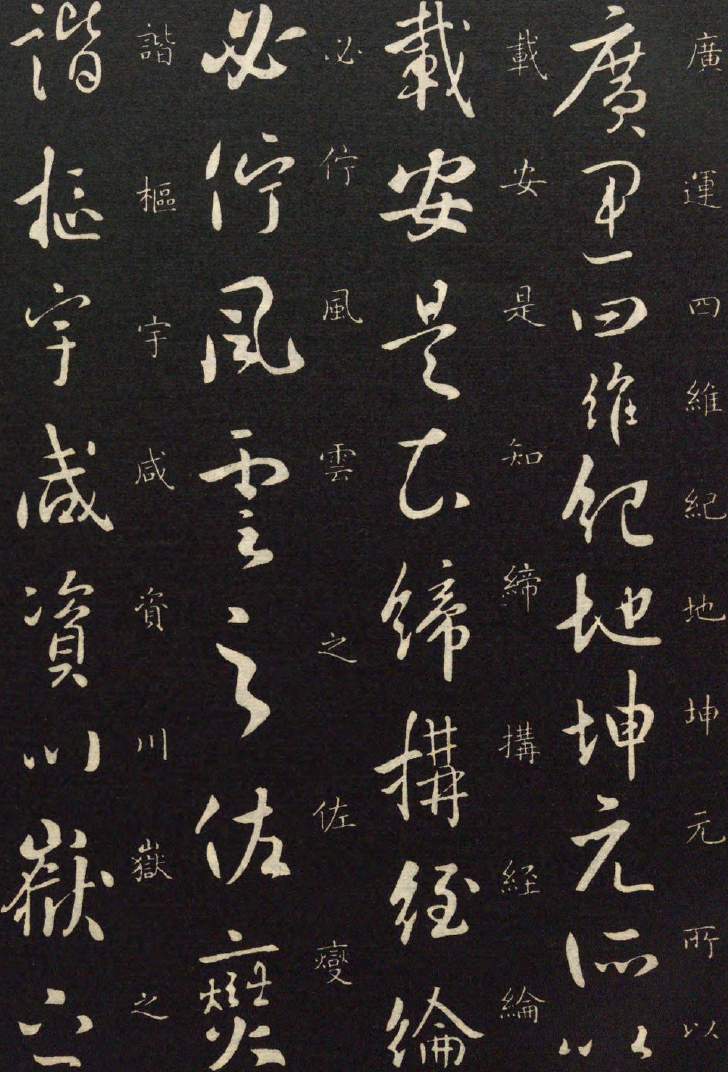 廣運四維紀地坤元所以
廣運四維紀地坤元所以
載安是知締搆経綸
載安是知締搆経綸
必佇風雲之佐燮
必佇風雲之佐燮
諧樞宇咸資川嶽之
諧樞宇咸資川嶽之